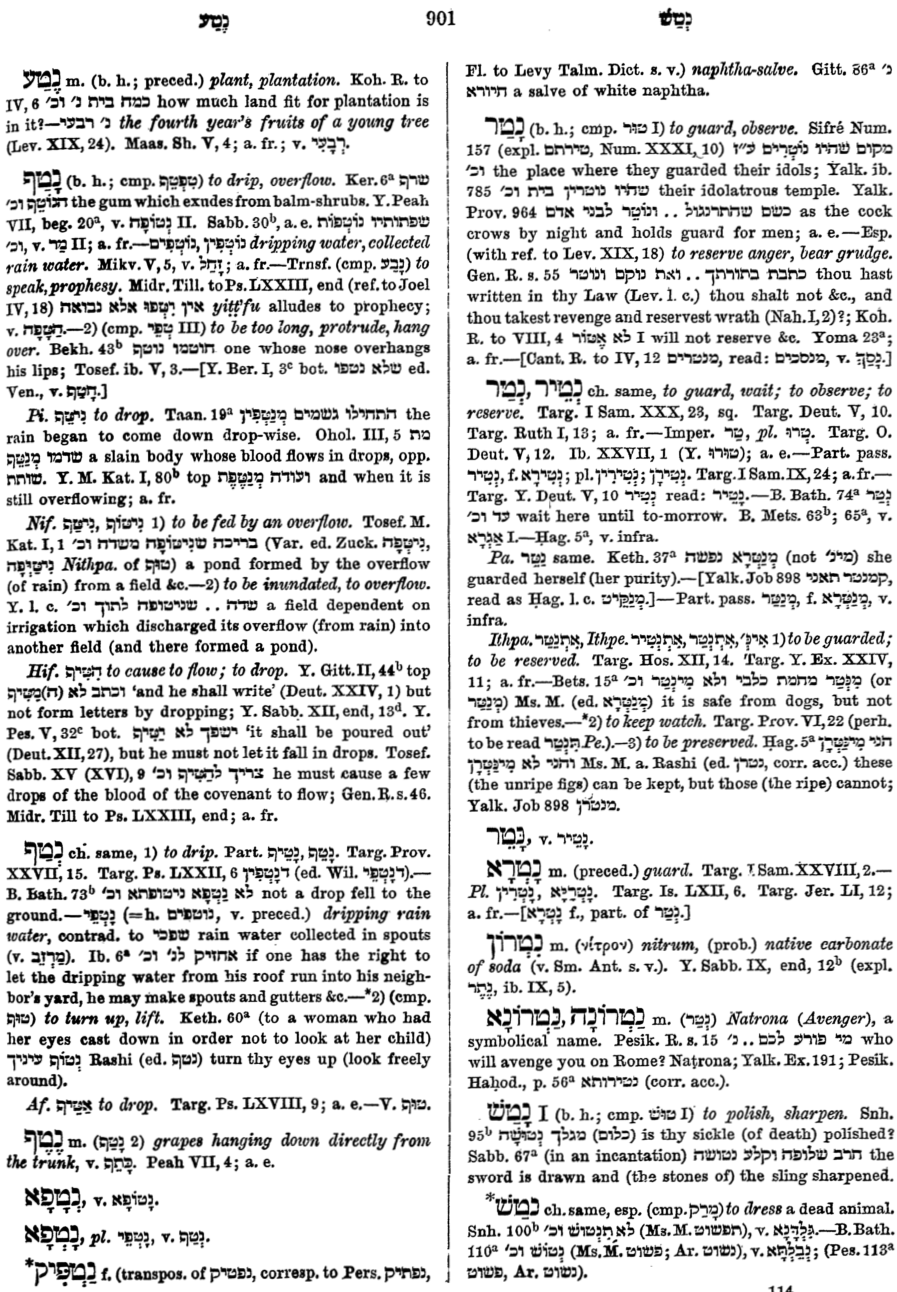 נֶטַע 901 נְטַשׁ
נֶטַע m. (b. h.; preced.) plant, plantation. Koh. R. to
IV, 6 כמה בית נ' וכ' how much land fit for plantation is
in it?—נ' רבעי the fourth year's fruits of a young tree
(Lev. XIX, 24). Maas. Sh. V, 4; a. fr.; v. רְבָעִי.
נָטַף (b. h.; cmp. טִפְטֵף) to drip, overflow. Ker. 6ᵃ שרף
הנוטף וכ' the gum which exudes from balm-shrubs. Y. Peah
VII, beg. 20ᵃ, v. נְטוֹפָה II. Sabb. 30ᵇ, a. e. שפתותיו נוטפות
וכ', v. מַר II; a. fr.—נוֹטְפִין, נוֹטְפִים dripping water, collected
rain water. Mikv. V, 5, v. זָחַל; a. fr.—Trnsf. (cmp. נָבַע) to
speak, prophesy. Midr. Till. to Ps. LXXIII, end (ref. to Joel
IV, 18) אין יִטְּפוּ אלא נבואה yitt'fu alludes to prophecy;
v. הַטָּפָה.—2) (cmp. טְפֵי III) to be too long, protrude, hang
over. Bekh. 43ᵇ חוטמו נוטף one whose nose overhangs
his lips; Tosef. ib. V, 3.—[Y. Ber. I, 3ᶜ bot. שלא נטפו ed.
Ven., v. חָטַף.]
Pi. נִיטֵּף to drop. Taan. 19ᵃ התחילו גשמים מְנַטְּפִין the
rain began to come down drop-wise. Ohol. III, 5 מת
שדמו מְנַטֵּף a slain body whose blood flows in drops, opp.
שותת. Y. M. Kat. I, 80ᵇ top ועודה מְנַטֶּפֶת and when it is
still overflowing; a. fr.
Nif. נִיטּוֹף, נִיטַּף 1) to be fed by an overflow. Tosef. M.
Kat. I, 1 בריכה שנִיטּוֹפָה משדה וכ' (Var. ed. Zuck. נִיטְּפָה,
נִיטַּיְּפָה Nithpa. of טוּף) a pond formed by the overflow
(of rain) from a field &c.—2) to be inundated, to overflow.
Y. l. c. שדה .. שניטופה לתוך וכ' a field dependent on
irrigation which discharged its overflow (from rain) into
another field (and there formed a pond).
Hif. הִטִּיף to cause to flow; to drop. Y. Gitt. II, 44ᵇ top
וכתב לא (ה)מַטִּיף 'and he shall write' (Deut. XXIV, 1) but
not form letters by dropping; Y. Sabb. XII, end, 13ᵈ. Y.
Pes. V, 32ᶜ bot. ישפך לא יַטִּיף 'it shall be poured out'
(Deut. XII, 27), but he must not let it fall in drops. Tosef.
Sabb. XV (XVI), 9 צריך להַטִּיף וכ' he must cause a few
drops of the blood of the covenant to flow; Gen. R. s. 46.
Midr. Till to Ps. LXXIII, end; a. fr.
נְטַף ch. same, 1) to drip. Part. נָטֵף, נָטֵיף. Targ. Prov.
XXVII, 15. Targ. Ps. LXXII, 6 דנָטְפִין (ed. Wil. דנָטְפֵי).—
B. Bath. 73ᵇ לא נַטְפָא ניטופתא וכ' not a drop fell to the
ground.—נָטְפֵי (=h. נוטפים, v. preced.) dripping rain
water, contrad. to שפכי rain water collected in spouts
(v. מַרְזֵב). Ib. 6ᵃ אחזיק לנ' וכ' if one has the right to
let the dripping water from his roof run into his neigh-
bor's yard, he may make spouts and gutters &c.—*2) (cmp.
טוּף) to turn up, lift. Keth. 60ᵃ (to a woman who had
her eyes cast down in order not to look at her child)
נְטוֹף עיניך Rashi (ed. נטף) turn thy eyes up (look freely
around).
Af. אַטֵּיף to drop. Targ. Ps. LXVIII, 9; a. e.—V. טוּף.
נָטֵף m. (נָטַף 2) grapes hanging down directly from
the trunk, v. כָּתֵף. Peah VII, 4; a. e.
נִטְפָא, v. נָטוֹפָא.
נָטְפָא, pl. נָטְפֵי, v. נְטַף.
*נַטְפִיק f. (transpos. of נפטיק, corresp. to Pers. נפתיק,
Fl. to Levy Talm. Dict. s. v.) naphtha-salve. Gitt. 86ᵃ נ'
חיורא a salve of white naphtha.
נָטַר (b. h.; cmp. טוּר I) to guard, observe. Sifré Num.
157 (expl. טירתם, Num. XXXI, 10) מקום שהיו נוֹטְרִים ע"ז
וכ' the place where they guarded their idols; Yalk. ib.
785 שהיו נוטרין בית וכ' their idolatrous temple. Yalk.
Prov. 964 כשם שהתרנגול .. ונוֹטֵר לבני אדם as the cock
crows by night and holds guard for men; a. e.—Esp.
(with ref. to Lev. XIX, 18) to reserve anger, bear grudge.
Gen. R. s. 55 כתבת בתורתך .. ואת נוקם ונוטר thou hast
written in thy Law (Lev. l. c.) thou shalt not &c., and
thou takest revenge and reservest wrath (Nah. I, 2)?; Koh.
R. to VIII, 4 לא אֶטּוֹר I will not reserve &c. Yoma 23ᵃ;
a. fr.—[Cant. R. to IV, 12 מנטרים, read: מנסכים, v. נָסַךְ.]
נְטִיר, נְטַר ch. same, to guard, wait; to observe; to
reserve. Targ. I Sam. XXX, 23, sq. Targ. Deut. V, 10.
Targ. Ruth I, 13; a. fr.—Imper. טַר, pl. טָרוּ. Targ. O.
Deut. V, 12. Ib. XXVII, 1 (Y. טוּרוּ); a. e.—Part. pass.
נְטִיר, f. נְטִירָא; pl. נְטִירִין; נְטִירָן. Targ. I Sam. IX, 24; a. fr.—
Targ. Y. Deut. V, 10 נְטִיר read: נָטֵיר.—B. Bath. 74ᵃ נְטַר
עד וכ' wait here until to-morrow. B. Mets. 63ᵇ; 65ᵃ, v.
אַגְרָא I.—Hag. 5ᵃ, v. infra.
Pa. נַטֵּר same. Keth. 37ᵃ מְנַטְּרָא נפשה (not מינ') she
guarded herself (her purity).—[Yalk. Job 898 קמנטר תאני,
read as Hag. l. c. מְנַקֵּיט.]—Part. pass. מְנַטַּר, f. מְנַטְּרָא, v.
infra.
Ithpa. אִתְנַטַּר, Ithpe. אִתְנְטִיר, אִתְנְטַר, אִינְ' 1) to be guarded;
to be reserved. Targ. Hos. XII, 14. Targ. Y. Ex. XXIV,
11; a. fr.—Bets. 15ᵃ מִנְּטַר מחמת כלבי ולא מינטר וכ' (or
מְנַטַּר) Ms. M. (ed. מְנַטְּרָא) it is safe from dogs, but not
from thieves.—*2) to keep watch. Targ. Prov. VI, 22 (perh.
to be read תִּנְטַר Pe.).—3) to be preserved. Hag. 5ᵃ הני מִינַּטְּרָן
והני לא מִינַּטְּרָן Ms. M. a. Rashi (ed. נטרן, corr. acc.) these
(the unripe figs) can be kept, but those (the ripe) cannot;
Yalk. Job 898 מנטרן.
נָטֵר, v. נָטֵיר.
נָטְרָא m. (preced.) guard. Targ. I Sam. XXVIII, 2.—
Pl. נָטְרַיָּא, נָטְרִין. Targ. Is. LXII, 6. Targ. Jer. LI, 12;
a. fr.—[נָטְרָא f., part. of נְטַר.]
נִטְרוֹן m. (νίτρον) nitrum, (prob.) native carbonate
of soda (v. Sm. Ant. s. v.). Y. Sabb. IX, end, 12ᵇ (expl.
נֶתֶר, ib. IX, 5).
נַטְרוֹנָה, נַטְרוֹנָא m. (נְטַר) Natrona (Avenger), a
symbolical name. Pesik. R. s. 15 מי פורע לכם .. נ' who
will avenge you on Rome? Naṭrona; Yalk. Ex. 191; Pesik.
Haḥod., p. 56ᵃ נטירותא (corr. acc.).
נָטַשׁ I (b. h.; cmp. טוּשׁ I) to polish, sharpen. Snh.
95ᵇ מגלך נְטוּשָׁה (כלום) is thy sickle (of death) polished?
Sabb. 67ᵃ (in an incantation) הרב שלופה וקלע נטושה the
sword is drawn and (the stones of) the sling sharpened.
*נְטַשׁ ch. same, esp. (cmp. מָרַק) to dress a dead animal.
Snh. 100ᵇ לא תִנְטוֹשׁ וכ' (Ms. M. תפשוט), v. גִּלְדָּנָא.—B. Bath.
110ᵃ נְטוֹשׁ וכ' (Ms. M. פשוט; Ar. נשוט), v. נְבֵלְתָּא; (Pes. 113ᵃ
פשוט, Ar. נשוט).
114